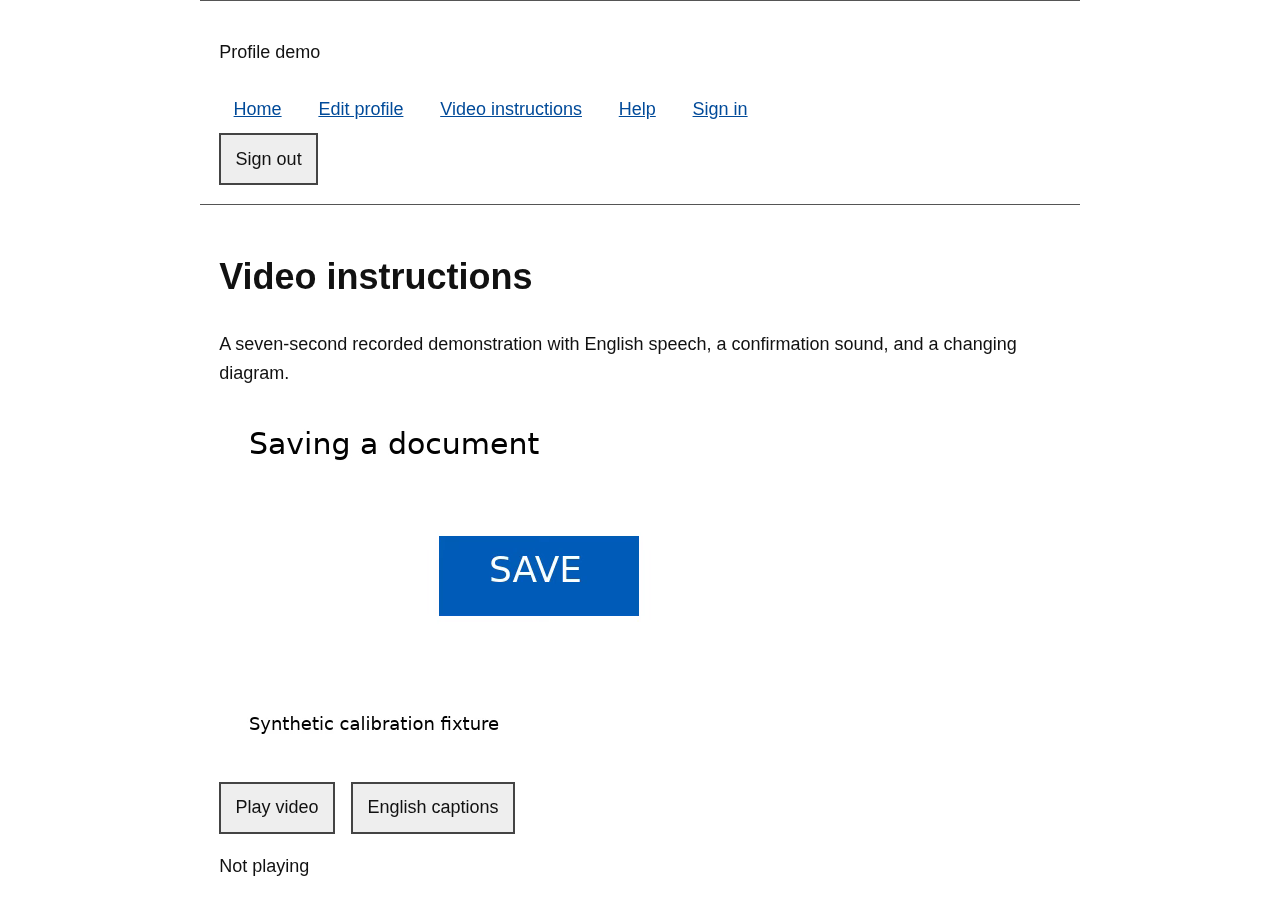 Profile demo
Home Edit profile Video instructions Help Sign in
Sign out
Video instructions
A seven-second recorded demonstration with English speech, a confirmation sound, and a changing
diagram.
Saving a document
SAVE
Synthetic calibration fixture
Play video English captions
Not playing